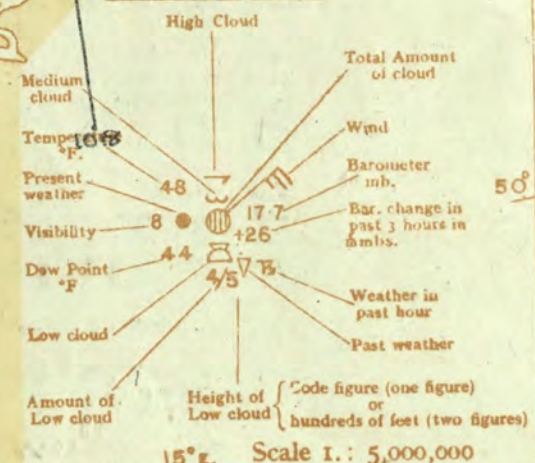 High Cloud
Total Amount
of cloud
Medium
cloud
Wind
°F.
Barometer
mb.
Present
weather
48
50°
17.7
Bar. change in
past 3 hours in
mbs.
Visibility
8
+26
Dew Point
°F
44
4/5
Weather in
past hour
Low cloud
Past weather
Amount of
Low cloud
Height of
Low cloud
Code figure (one figure)
or
hundreds of feet (two figures)
Scale 1.: 5,000,000